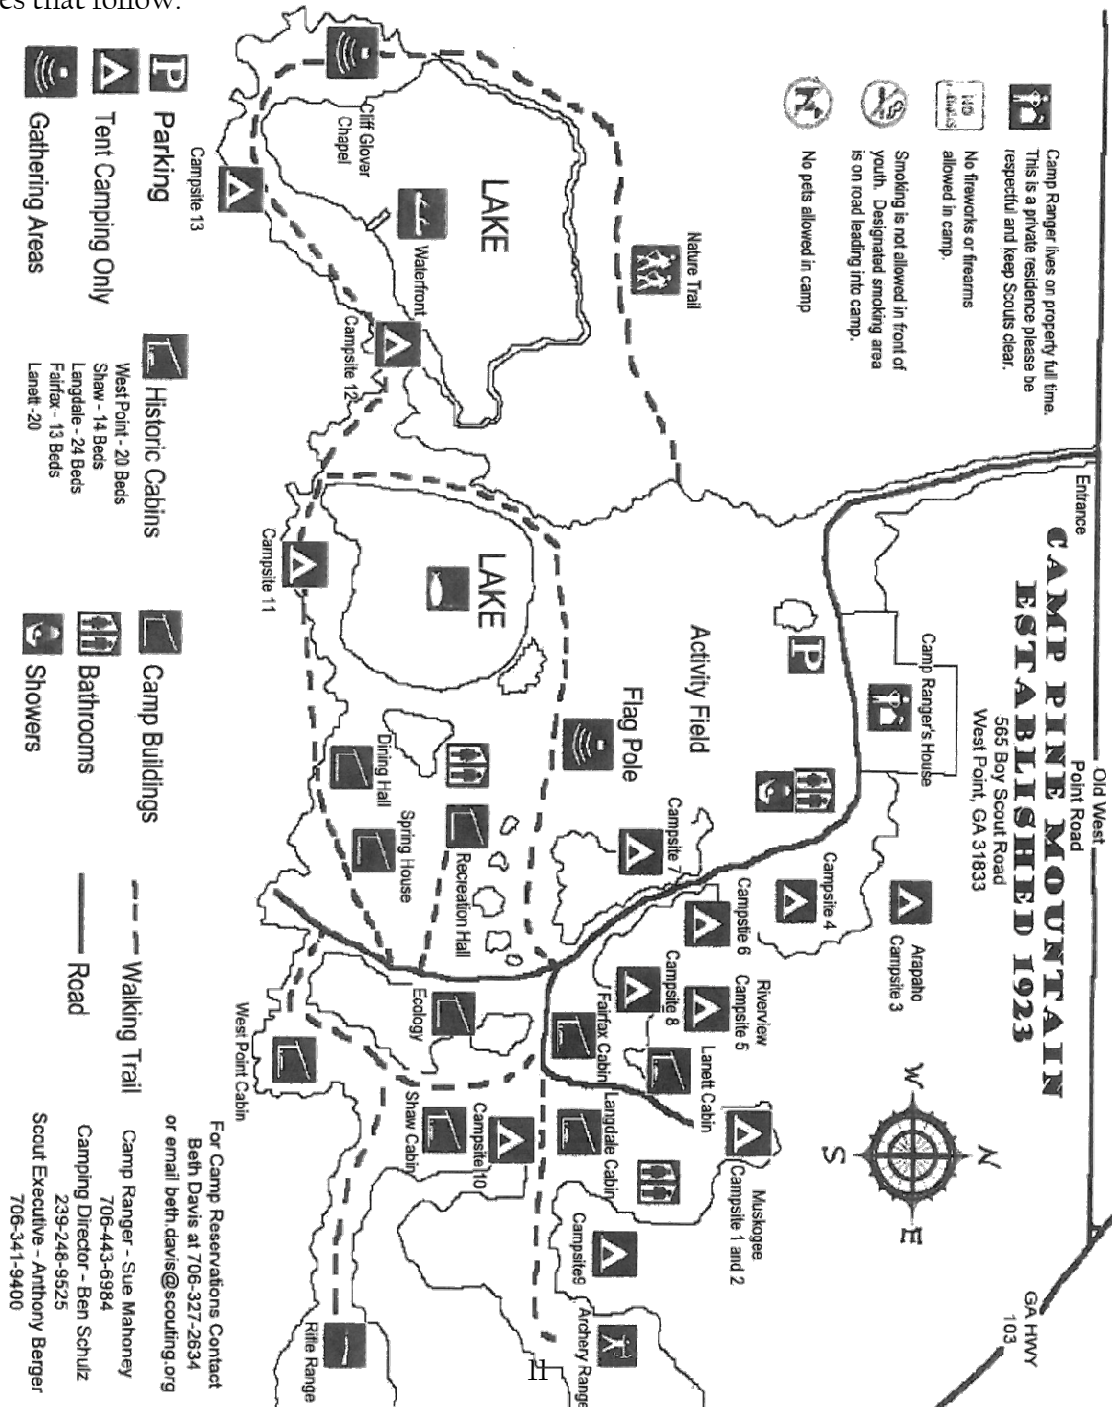 es that follow.
CAMP PINE MOUNTAIN
ESTABLISHED 1923
565 Boy Scout Road
West Point, GA 31833
Old West
Point Road
Entrance
GA HWY
103
Camp Ranger lives on property full time.
This is a private residence please be
respectful and keep Scouts clear.
No fireworks or firearms
allowed in camp.
Smoking is not allowed in front of
youth. Designated smoking area
is on road leading into camp.
No pets allowed in camp
N
W
E
S
Camp Ranger's House
P
Arapaho
Campsite 3
Campsite 4
Campstie 6
Campsite 7
Riverview
Campsite 5
Campsite 8
Muskogee
Campsite 1 and 2
Lanett Cabin
Fairfax Cabin
Langdale Cabin
Activity Field
Flag Pole
Nature Trail
LAKE
Waterfront
Cliff Glover
Chapel
Campsite 13
Campsite 12
LAKE
Campsite 11
Dining Hall
Spring House
Recreation Hall
Ecology
West Point Cabin
Shaw Cabin
Campsite 10
Campsite9
Archery Range
Rifle Range
P
Parking
Tent Camping Only
Gathering Areas
Historic Cabins
West Point - 20 Beds
Shaw - 14 Beds
Langdale - 24 Beds
Fairfax - 13 Beds
Lanett -20
Camp Buildings
Bathrooms
Showers
Walking Trail
Road
For Camp Reservations Contact
Beth Davis at 706-327-2634
or email beth.davis@scouting.org
Camp Ranger - Sue Mahoney
706-443-6984
Camping Director - Ben Schulz
239-248-9525
Scout Executive - Anthony Berger
706-341-9400
11